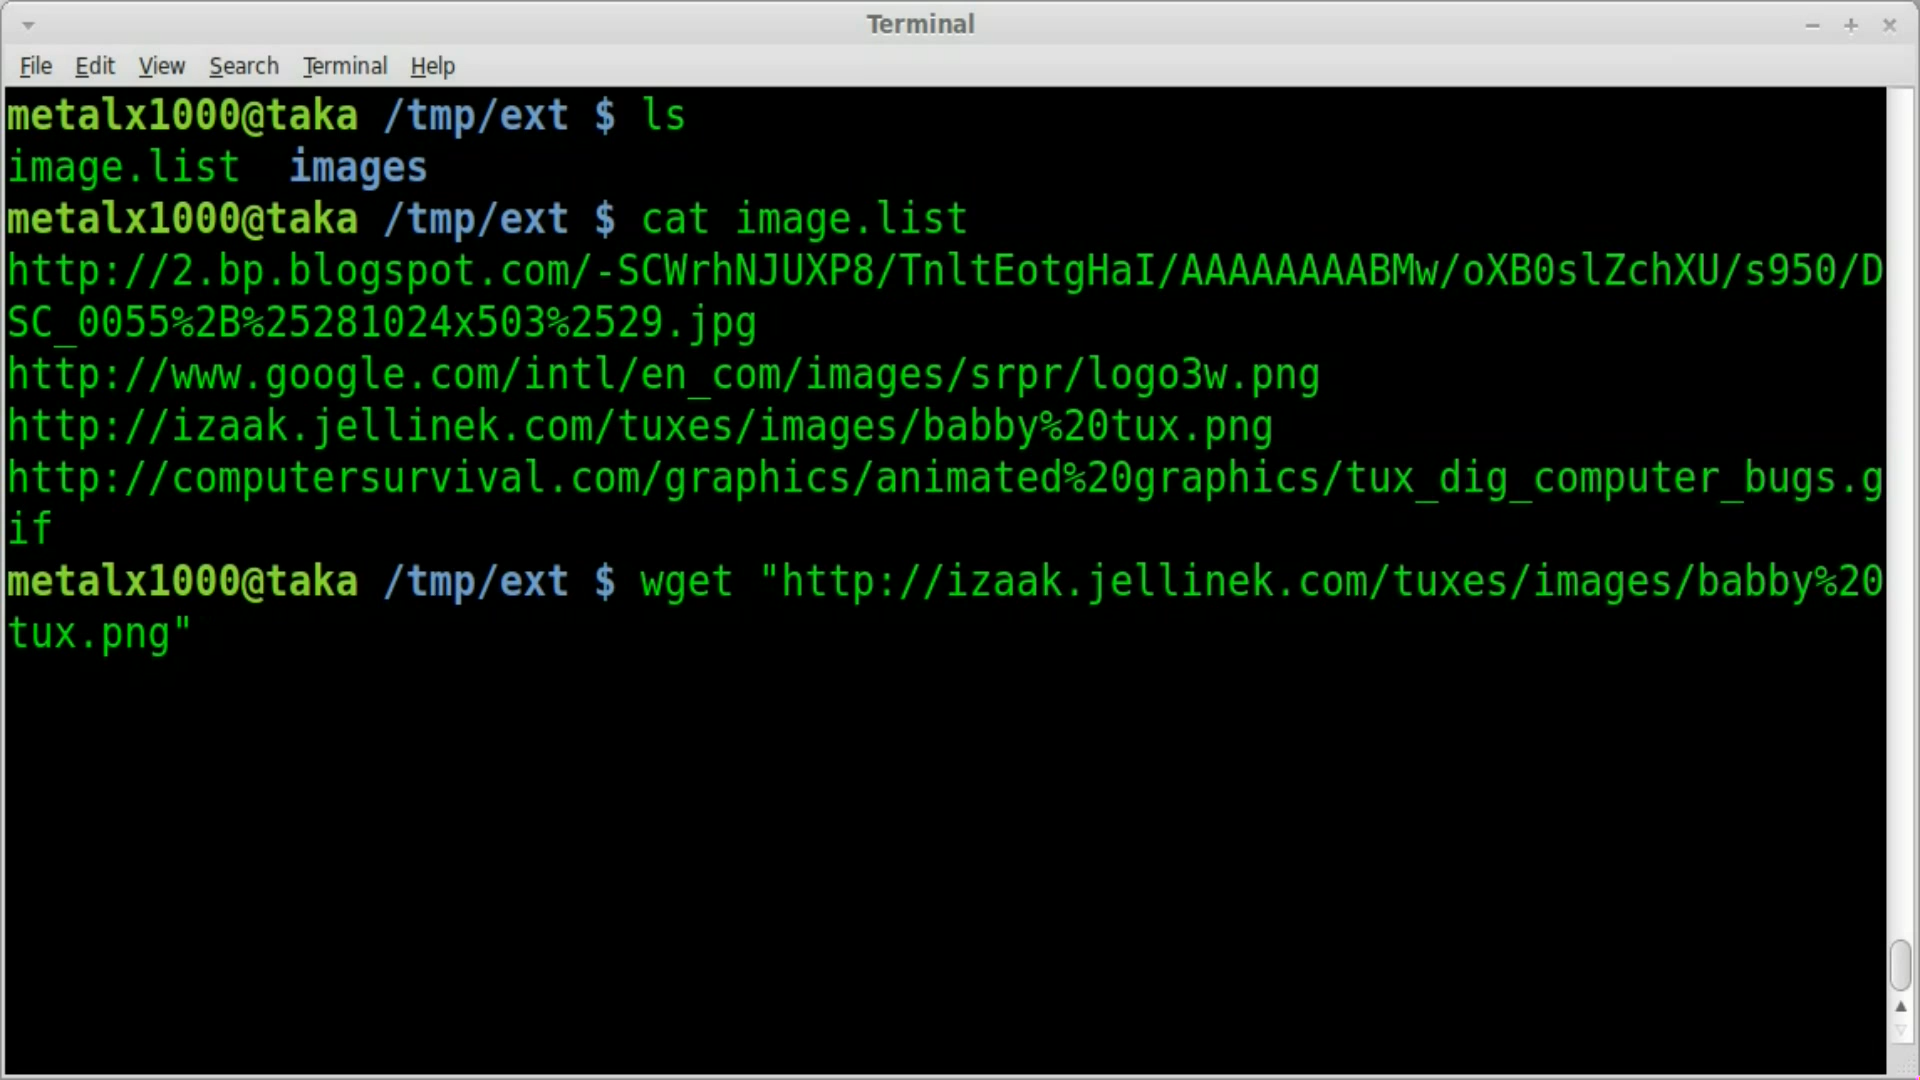 Terminal
File Edit View Search Terminal Help
metalx1000@taka /tmp/ext $ ls
image.list  images
metalx1000@taka /tmp/ext $ cat image.list
http://2.bp.blogspot.com/-SCWrhNJUXP8/TnltEotgHaI/AAAAAAAABMw/oXB0slZchXU/s950/D
SC_0055%2B%25281024x503%2529.jpg
http://www.google.com/intl/en_com/images/srpr/logo3w.png
http://izaak.jellinek.com/tuxes/images/babby%20tux.png
http://computersurvival.com/graphics/animated%20graphics/tux_dig_computer_bugs.g
if
metalx1000@taka /tmp/ext $ wget "http://izaak.jellinek.com/tuxes/images/babby%20
tux.png"